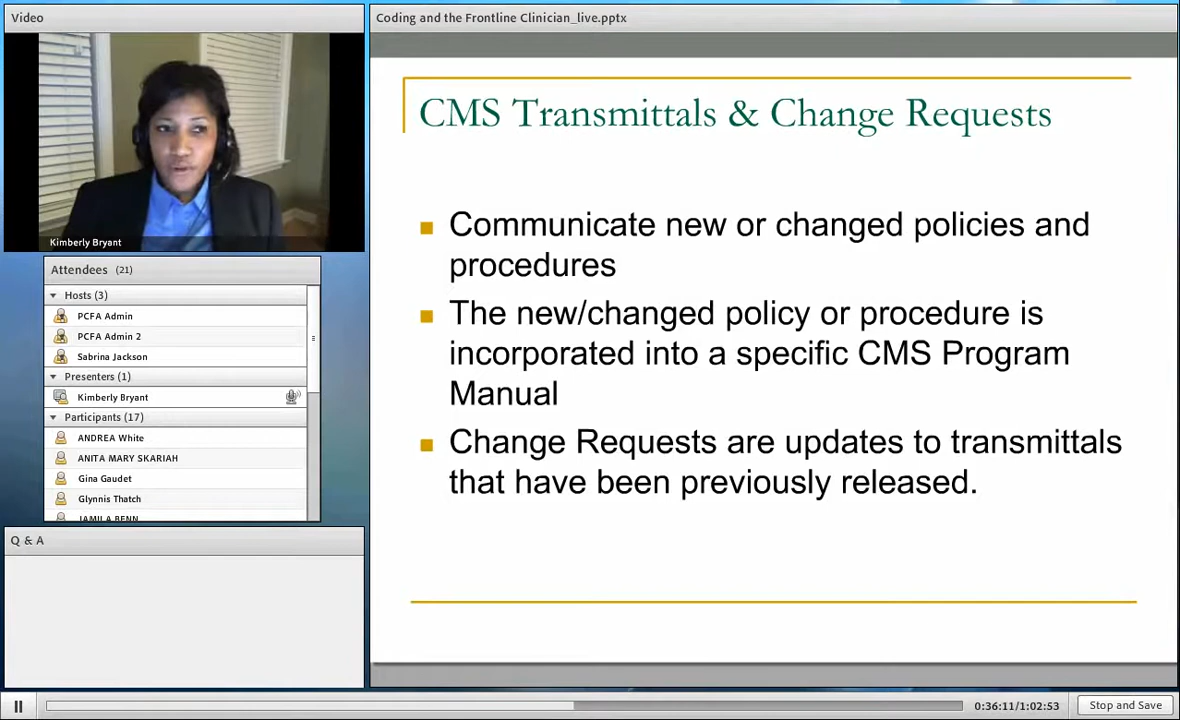 Video
Kimberly Bryant
Attendees (21)
Hosts (3)
PCFA Admin
PCFA Admin 2
Sabrina Jackson
Presenters (1)
Kimberly Bryant
Participants (17)
ANDREA White
ANITA MARY SKARIAH
Gina Gaudet
Glynnis Thatch
JAMILA BENN
Q & A
Coding and the Frontline Clinician_live.pptx
CMS Transmittals & Change Requests
Communicate new or changed policies and
procedures
The new/changed policy or procedure is
incorporated into a specific CMS Program
Manual
Change Requests are updates to transmittals
that have been previously released.
0:36:11/1:02:53
Stop and Save